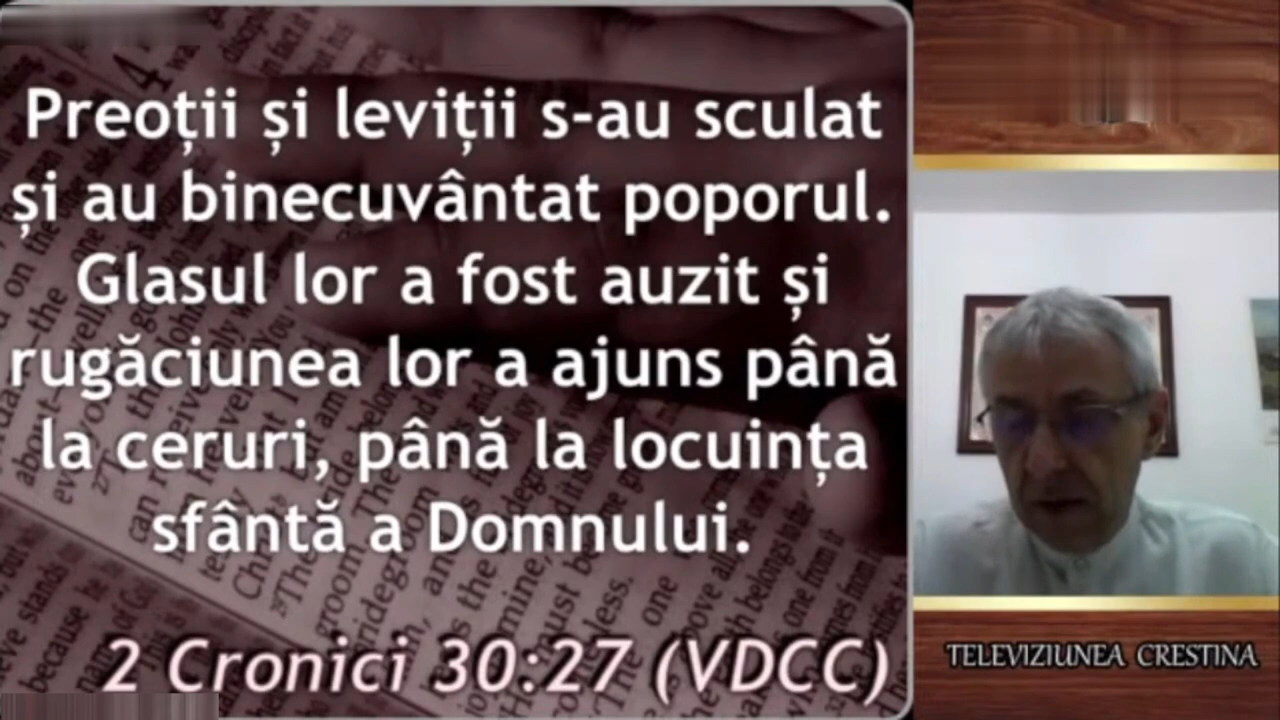 Preoții și leviții s-au sculat
și au binecuvântat poporul.
Glasul lor a fost auzit și
rugăciunea lor a ajuns până
la ceruri, până la locuința
sfântă a Domnului.
2 Cronici 30:27 (VDCC)
TELEVIZIUNEA CRESTINA